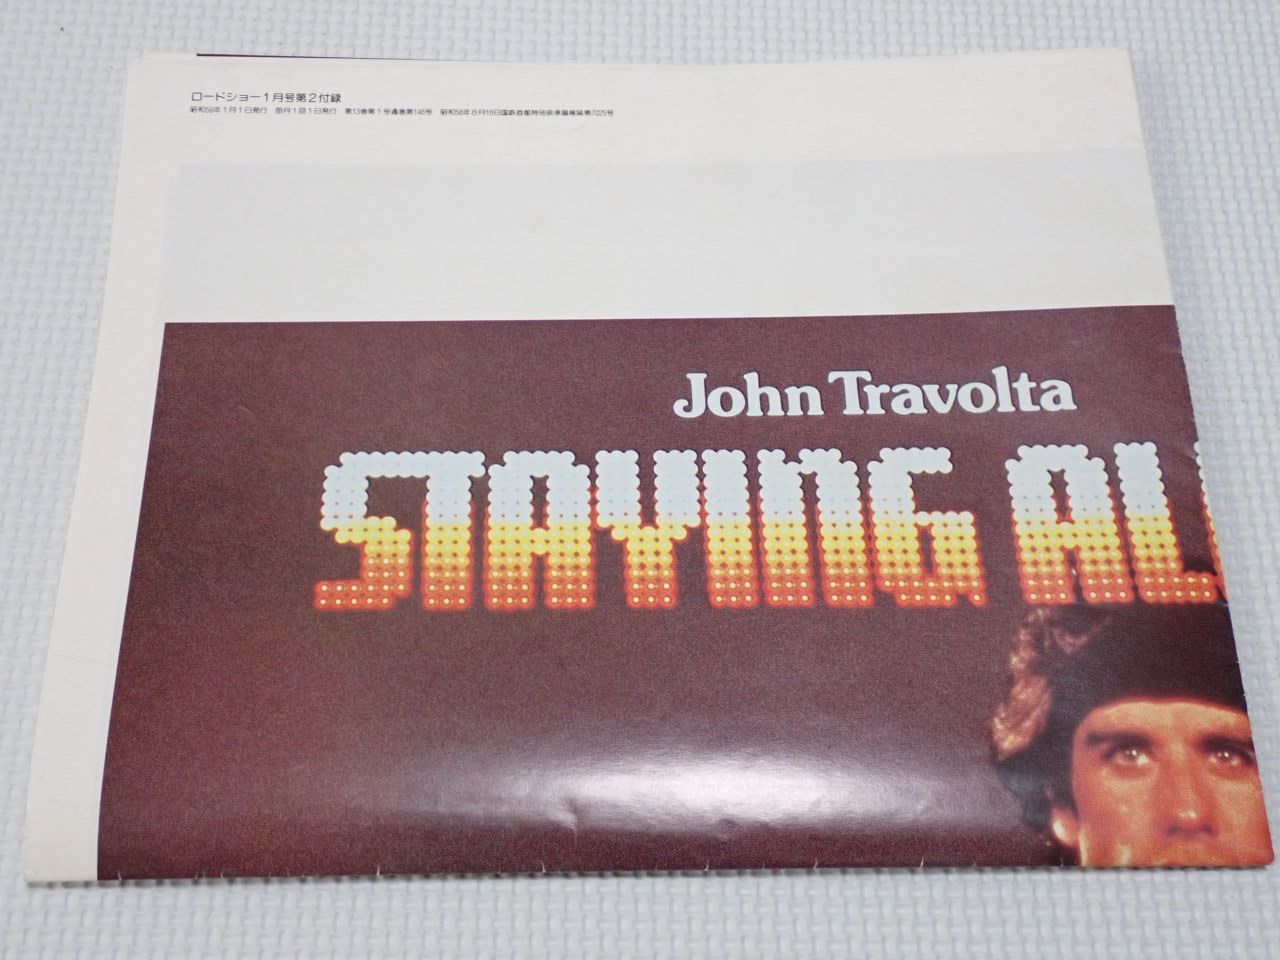 ロードショー1月号第2付録
昭和59年1月1日発行 毎月1回1日発行 第13巻第1号通巻第146号 昭和58年8月16日国鉄首都特別扱承認雑誌第7025号
John Travolta
STAYING AL